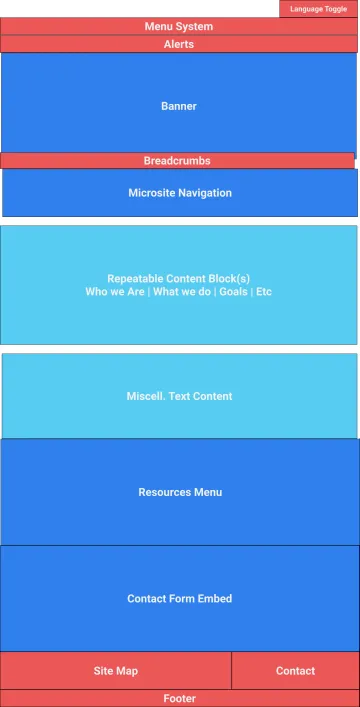 Language Toggle
Menu System
Alerts
Banner
Breadcrumbs
Microsite Navigation
Repeatable Content Block(s)
Who we Are | What we do | Goals | Etc
Miscell. Text Content
Resources Menu
Contact Form Embed
Site Map
Contact
Footer